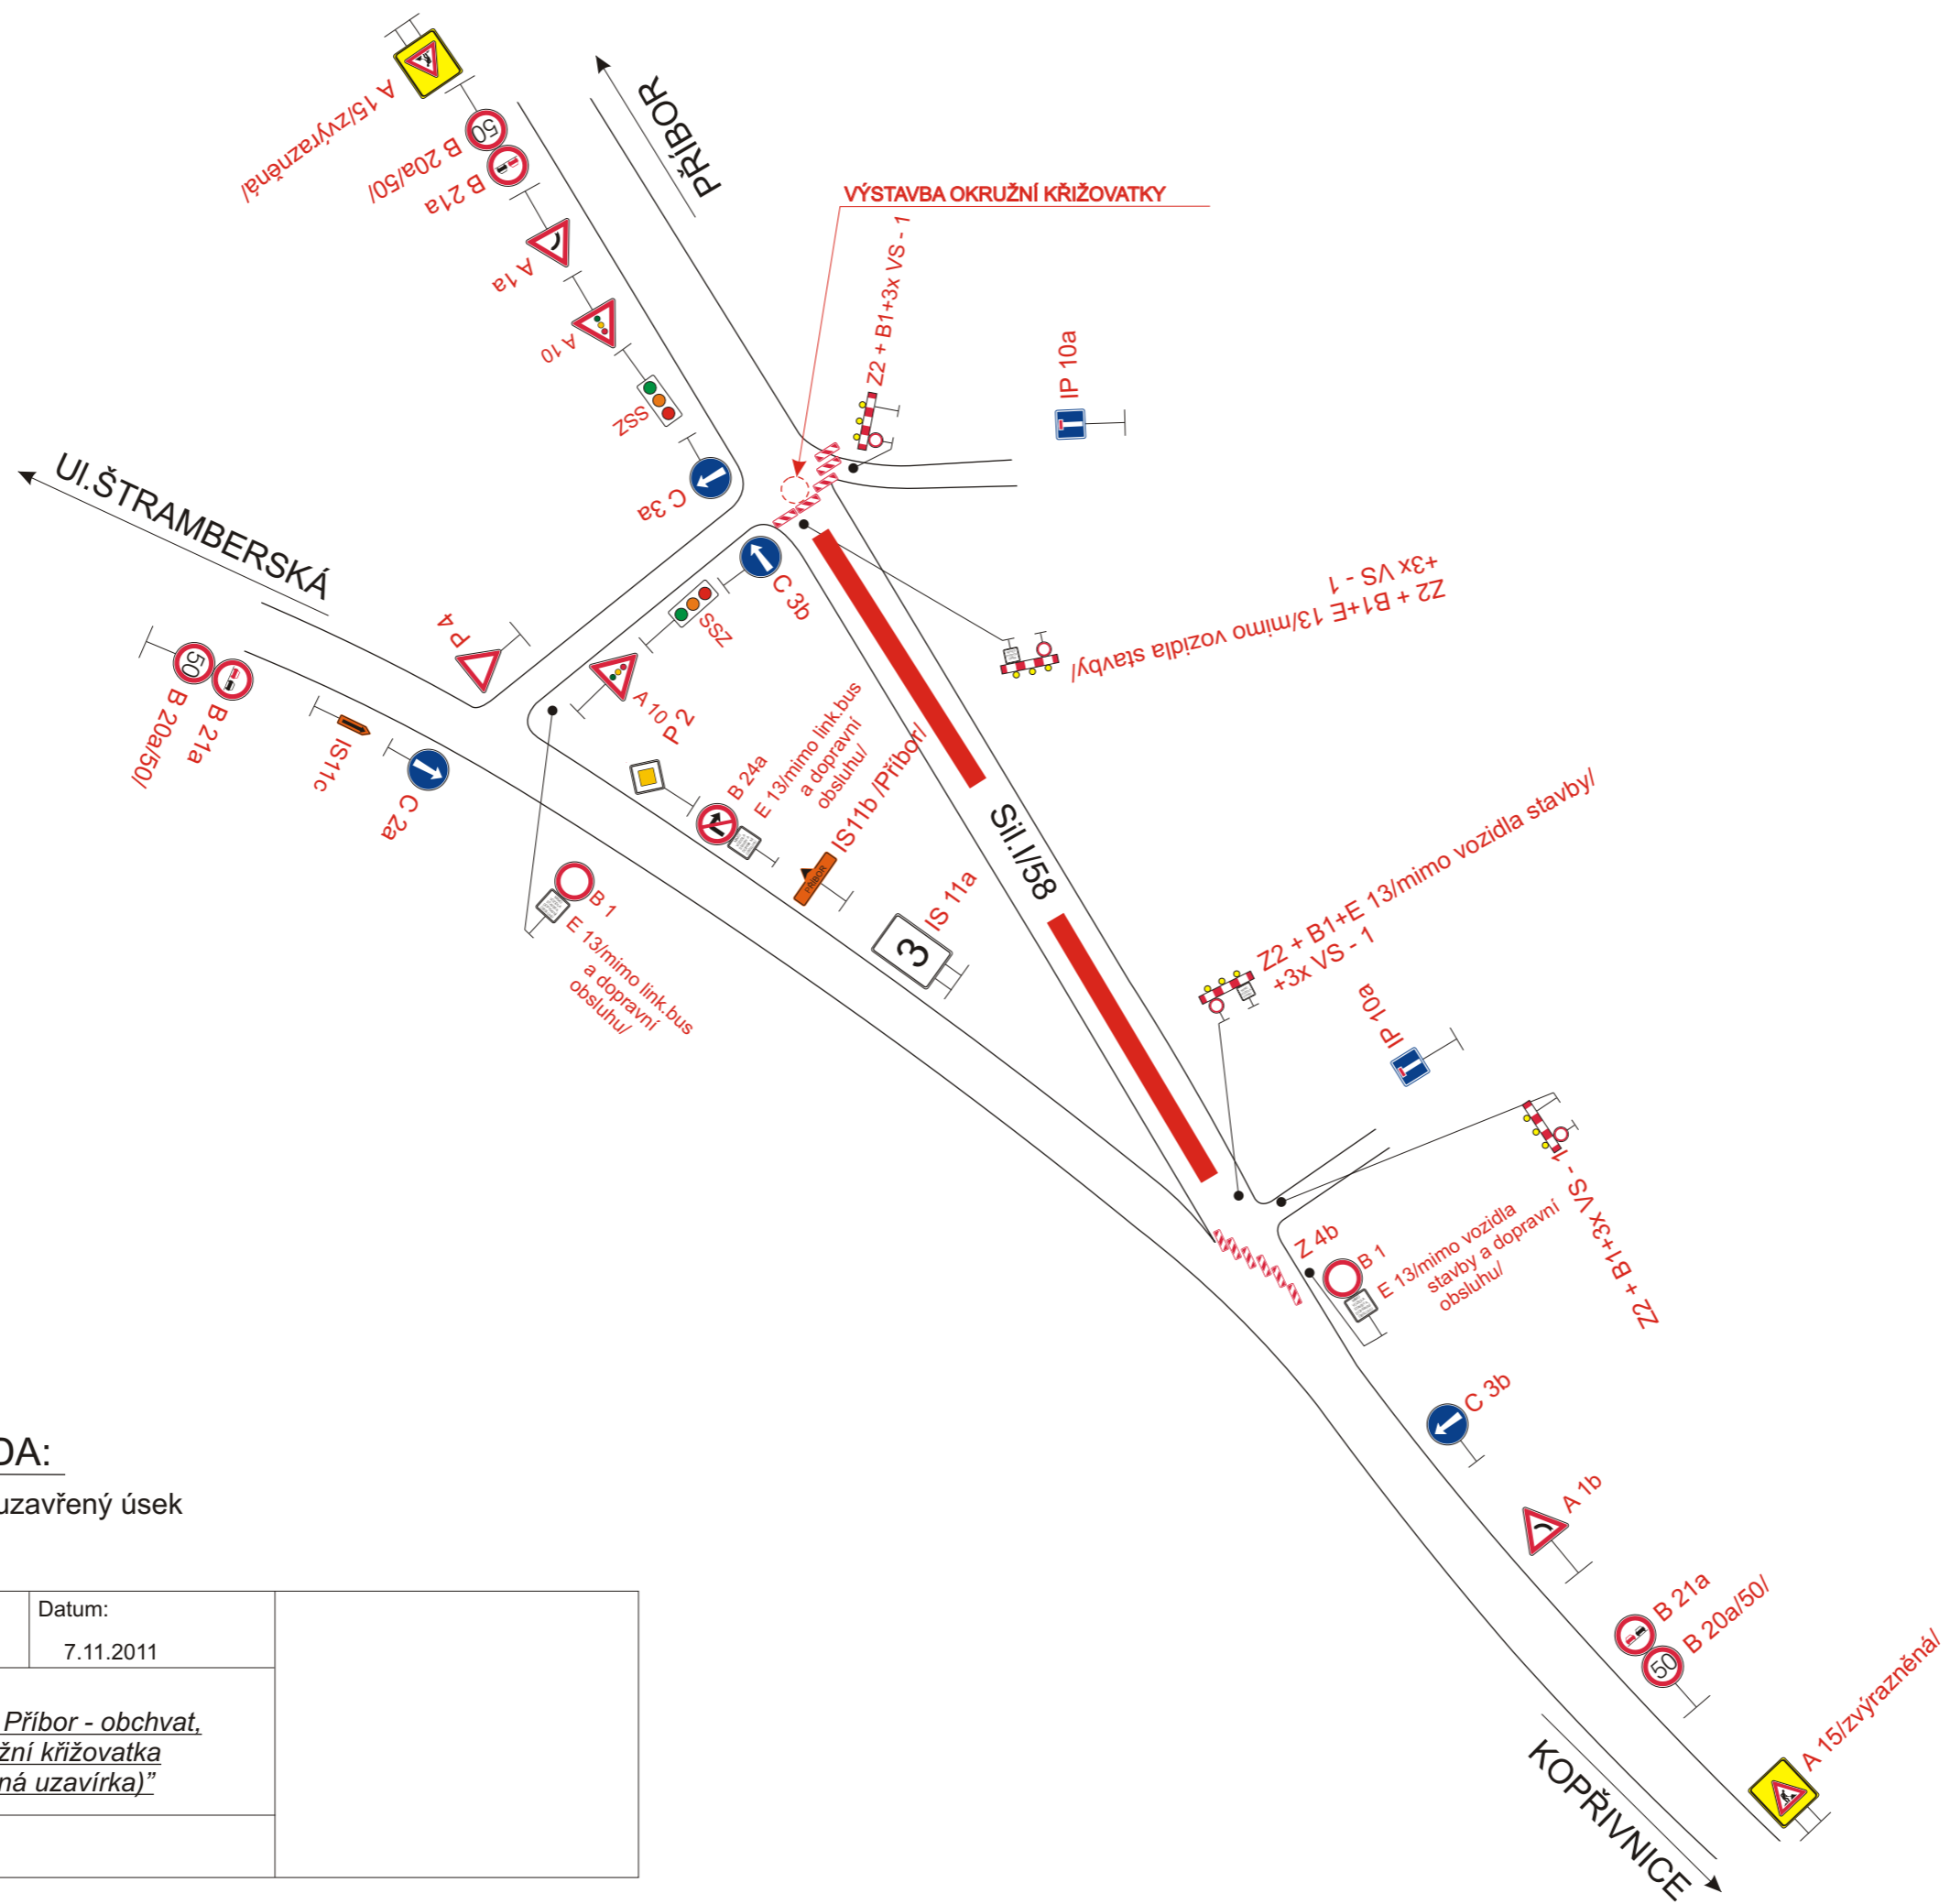 A 15/zvýrazněná/
50
B 20a/50/
B 21a
A 1a
A 10
SSZ
C 3a
PŘÍBOR
VÝSTAVBA OKRUŽNÍ KŘIŽOVATKY
Z2 + B1+3x VS - 1
IP 10a
Ul.ŠTRAMBERSKÁ
P 4
50
B 20a/50/
B 21a
IS11c
C 2a
C 3b
SSZ
A 10
P 2
B 24a
E 13/mimo link.bus
a dopravní
obsluhu/
PŘÍBOR
IS11b /Příbor/
3
IS 11a
B 1
E 13/mimo link.bus
a dopravní
obsluhu/
Z2 + B1+E 13/mimo vozidla stavby/
+3x VS - 1
Sil.I/58
Z2 + B1+E 13/mimo vozidla stavby/
+3x VS - 1
IP 10a
Z2 + B1+3x VS - 1
Z 4b
B 1
E 13/mimo vozidla
stavby a dopravní
obsluhu/
C 3b
A 1b
B 21a
50
B 20a/50/
A 15/zvýrazněná/
KOPŘIVNICE
DA:
uzavřený úsek
Datum:
7.11.2011
Příbor - obchvat,
žní křižovatka
ná uzavírka)”